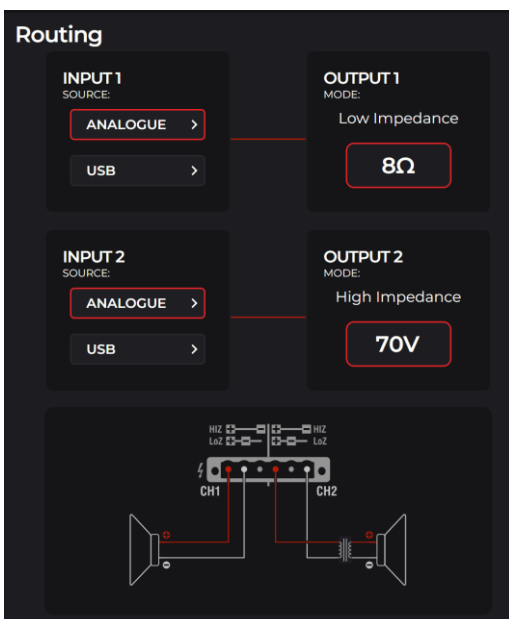 Routing
INPUT 1
SOURCE:
ANALOGUE >
USB >
OUTPUT 1
MODE:
Low Impedance
8Ω
INPUT 2
SOURCE:
ANALOGUE >
USB >
OUTPUT 2
MODE:
High Impedance
70V
HIZ + - + - HIZ
LoZ + - + - LoZ
CH1 CH2
+ +
- -